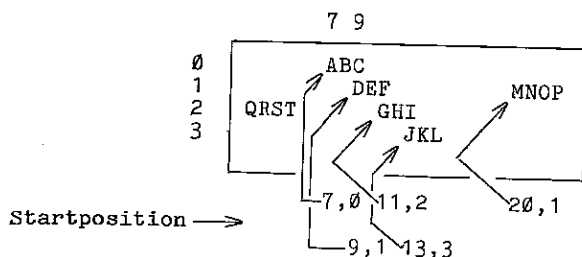 7 9
Ø ABC
1 DEF MNOP
2 QRST GHI
3 JKL
7,Ø 11,2 2Ø,1
Startposition
9,1 13,3